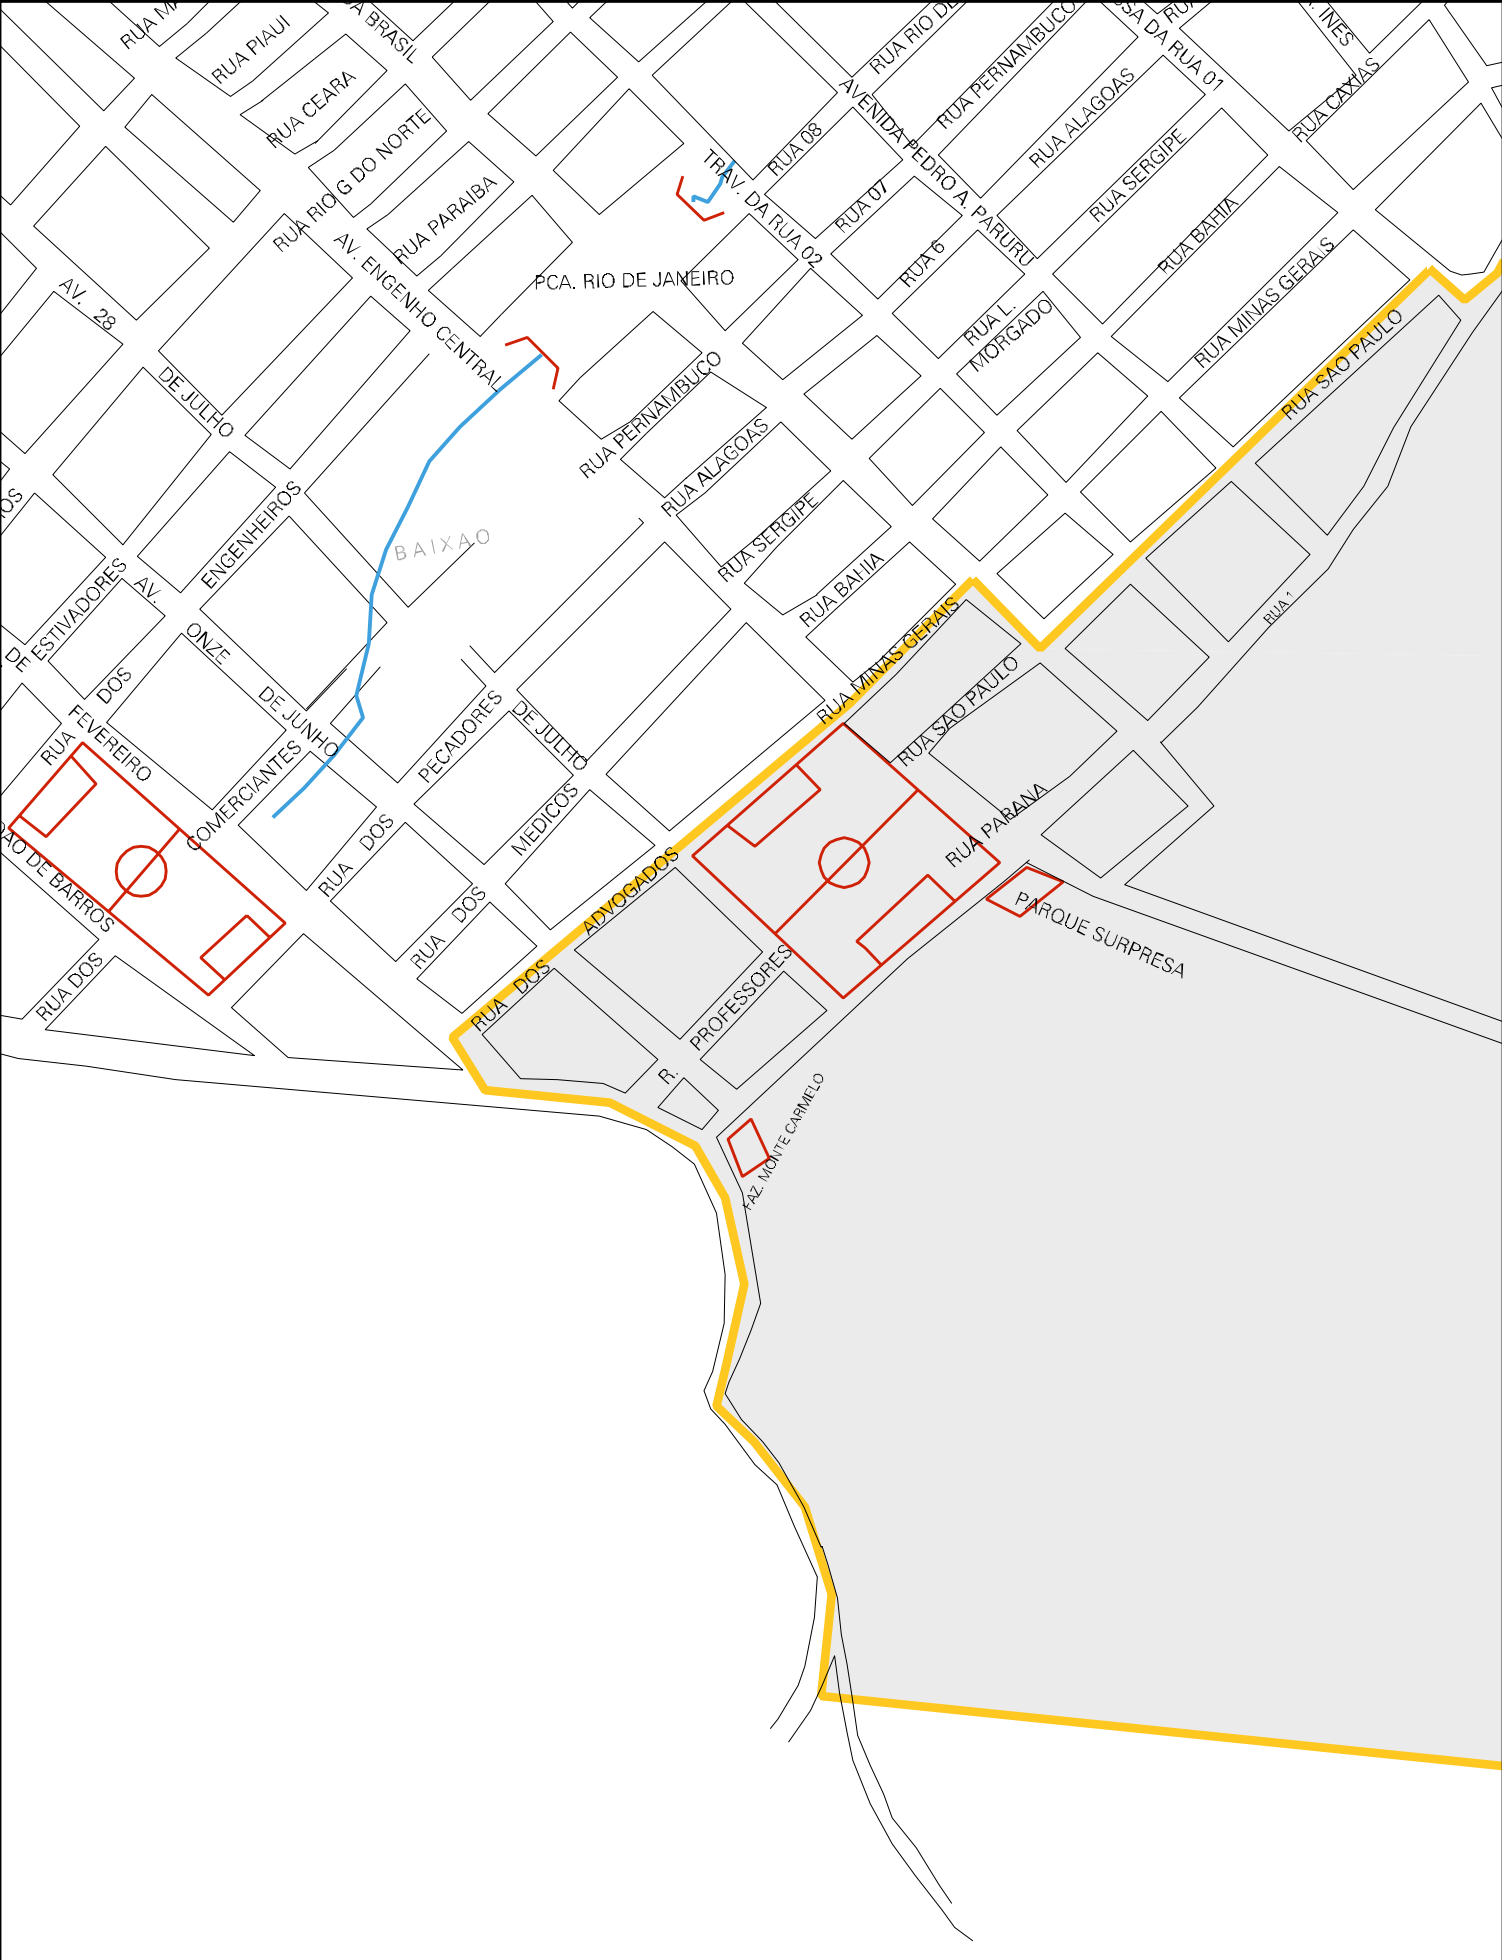 RUA PIAUI
BRASIL
RUA CEARA
RUA RIO G DO NORTE
RUA PARAIBA
AV. ENGENHO CENTRAL
PCA. RIO DE JANEIRO
TRAV. DA RUA 02
RUA 08
RUA 07
RUA 6
RUA L.
MORGADO
AVENIDA PEDRO A. PARURU
RUA RIO
RUA PERNAMBUCO
DA RUA 01
RUA ALAGOAS
RUA SERGIPE
RUA BAHIA
RUA MINAS GERAIS
RUA SAO PAULO
INES
RUA CAXIAS
AV. 28
DE JULHO
ENGENHEIROS
BAIXAO
RUA PERNAMBUCO
RUA ALAGOAS
RUA SERGIPE
RUA BAHIA
RUA MINAS GERAIS
RUA SAO PAULO
RUA 1
DE ESTIVADORES
AV.
ONZE
DE JUNHO
RUA DOS
FEVEREIRO
COMERCIANTES
PECADORES
DE JULHO
MEDICOS
RUA DOS
RUA DOS
ADVOGADOS
RUA DOS
DE BARROS
RUA DOS
PROFESSORES
R.
RUA PARANA
PARQUE SURPRESA
FAZ. MONTE CARMELO